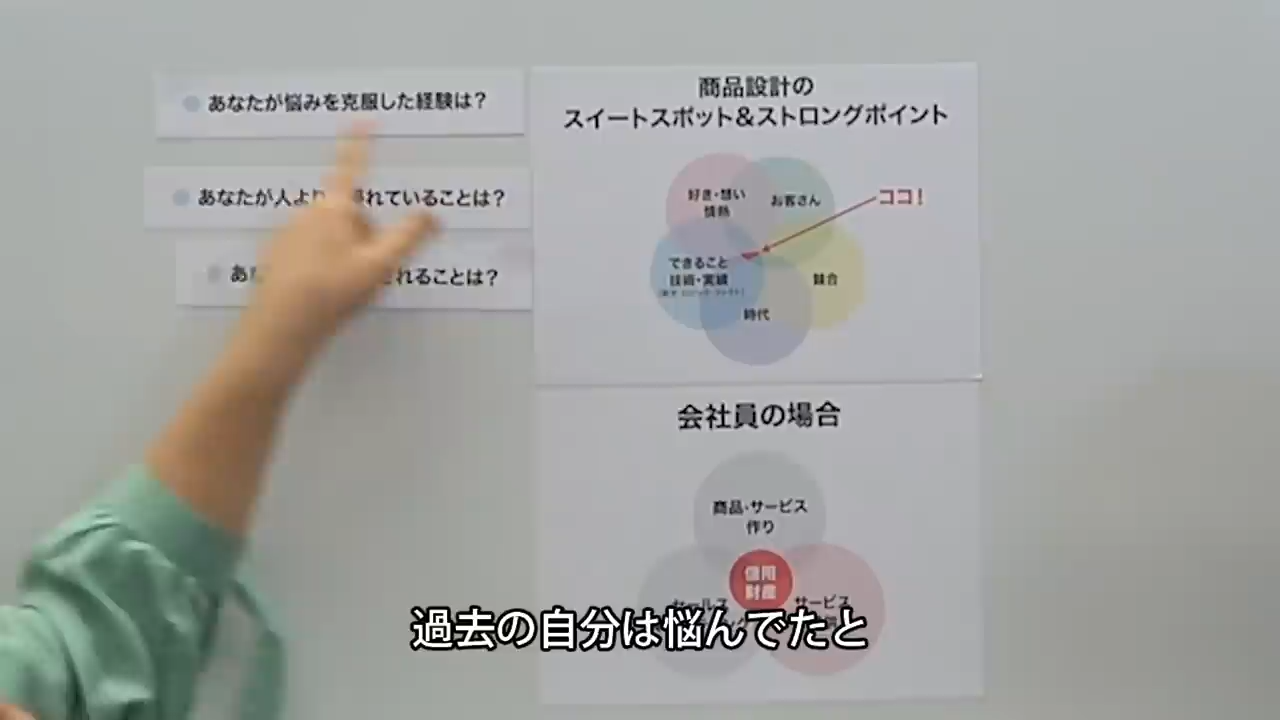 あなたが悩みを克服した経験は？
あなたが人より
れていることは？
あ
れることは？
商品設計の
スイートスポット＆ストロングポイント
好き・想い
情熱
お客さん
ココ！
できること
技術・実績
競合
時代
会社員の場合
商品・サービス
作り
信用
財産
セールス
サービス
過去の自分は悩んでたと